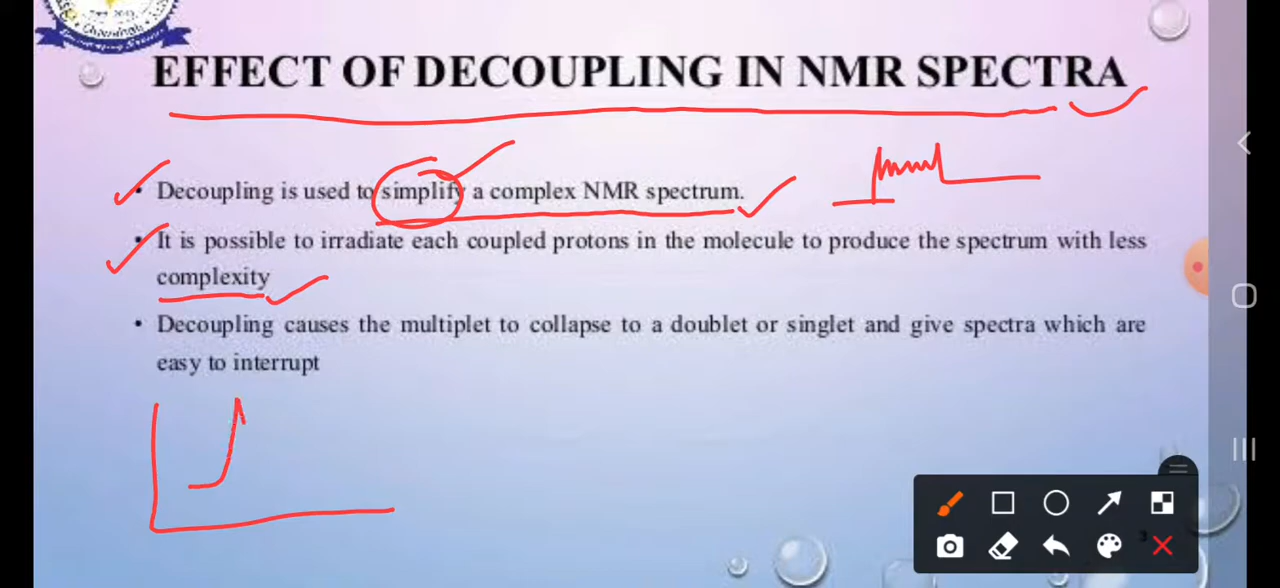 Chandigarh
EFFECT OF DECOUPLING IN NMR SPECTRA
• Decoupling is used to simplify a complex NMR spectrum.
• It is possible to irradiate each coupled protons in the molecule to produce the spectrum with less
complexity
• Decoupling causes the multiplet to collapse to a doublet or singlet and give spectra which are
easy to interrupt
3